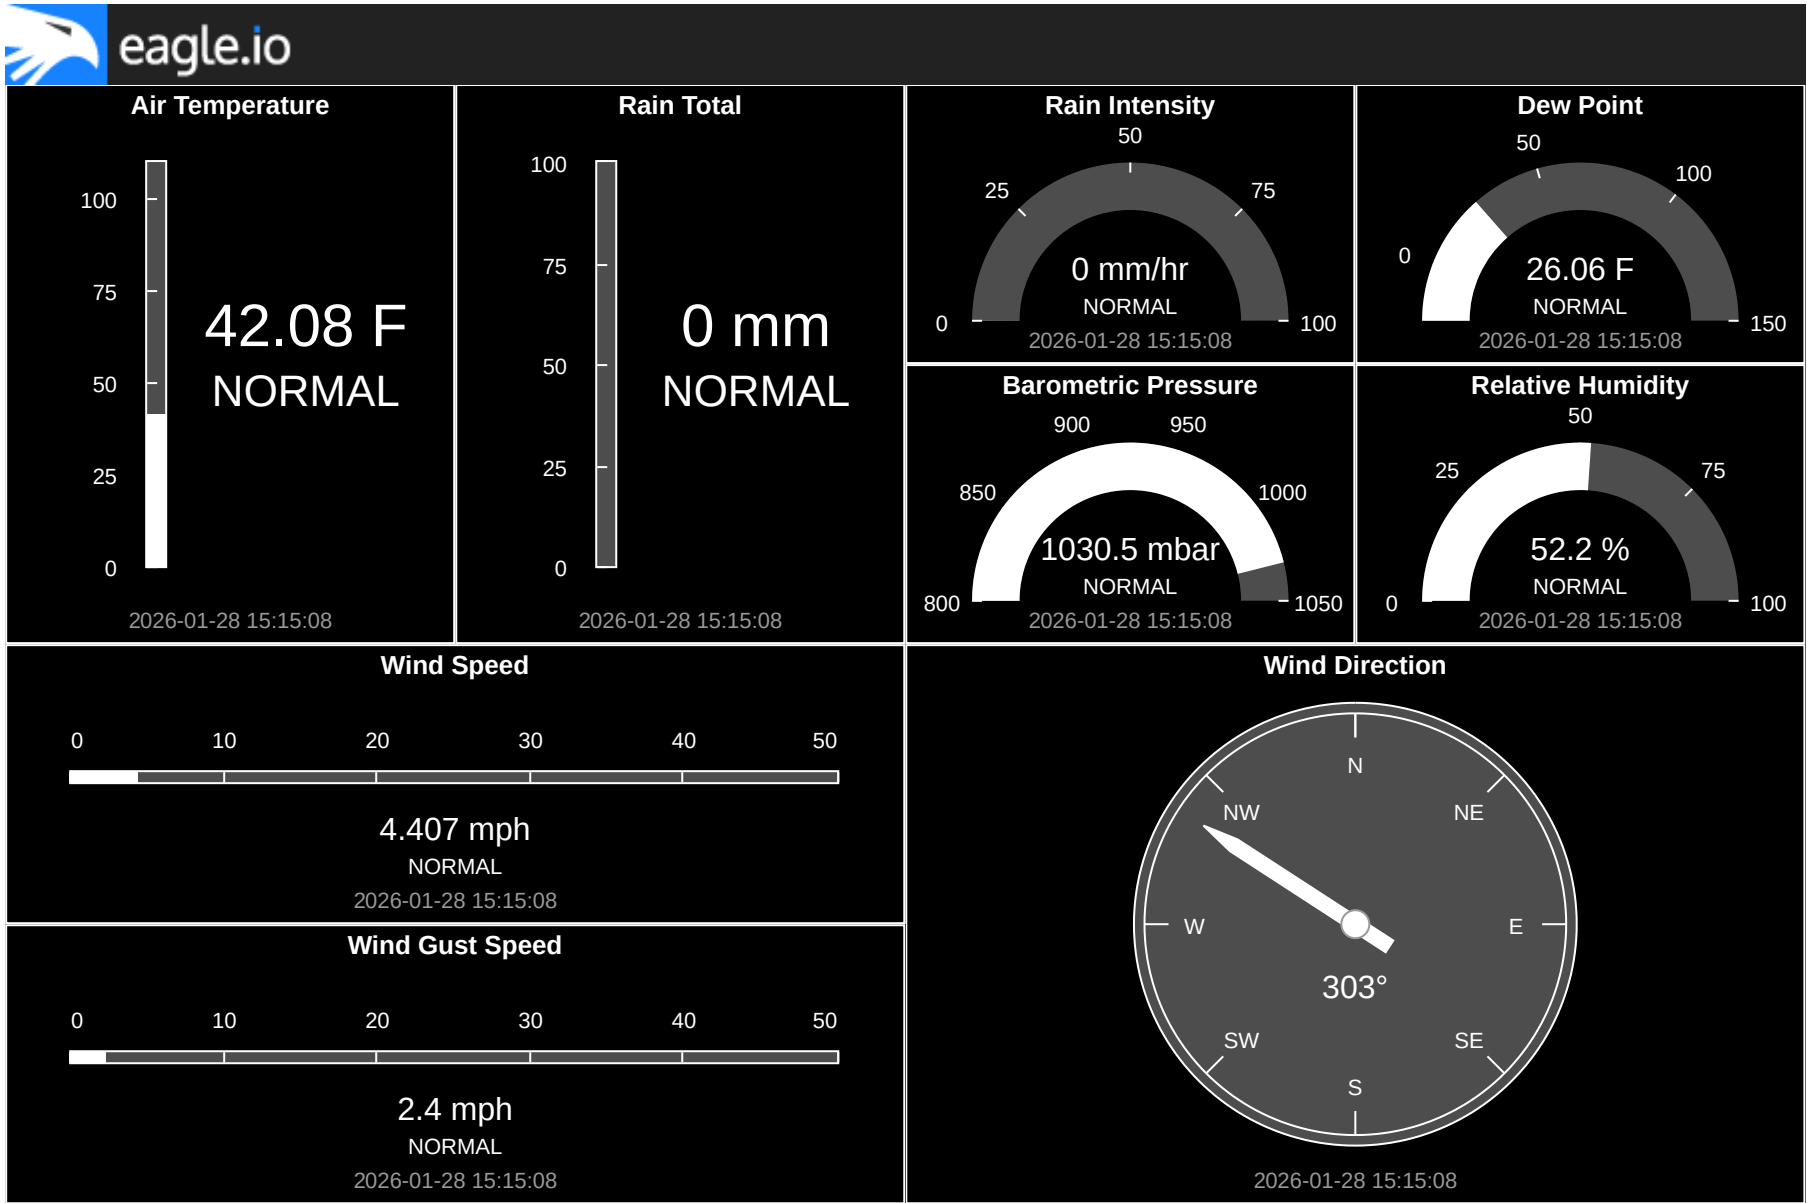 eagle.io
Air Temperature
100
75
50
25
0
42.08 F
NORMAL
2026-01-28 15:15:08
Rain Total
100
75
50
25
0
0 mm
NORMAL
2026-01-28 15:15:08
Rain Intensity
0
25
50
75
100
0 mm/hr
NORMAL
2026-01-28 15:15:08
Dew Point
0
50
100
150
26.06 F
NORMAL
2026-01-28 15:15:08
Barometric Pressure
800
850
900
950
1000
1050
1030.5 mbar
NORMAL
2026-01-28 15:15:08
Relative Humidity
0
25
50
75
100
52.2 %
NORMAL
2026-01-28 15:15:08
Wind Speed
0 10 20 30 40 50
4.407 mph
NORMAL
2026-01-28 15:15:08
Wind Gust Speed
0 10 20 30 40 50
2.4 mph
NORMAL
2026-01-28 15:15:08
Wind Direction
N
NW NE
W E
303°
SW SE
S
2026-01-28 15:15:08